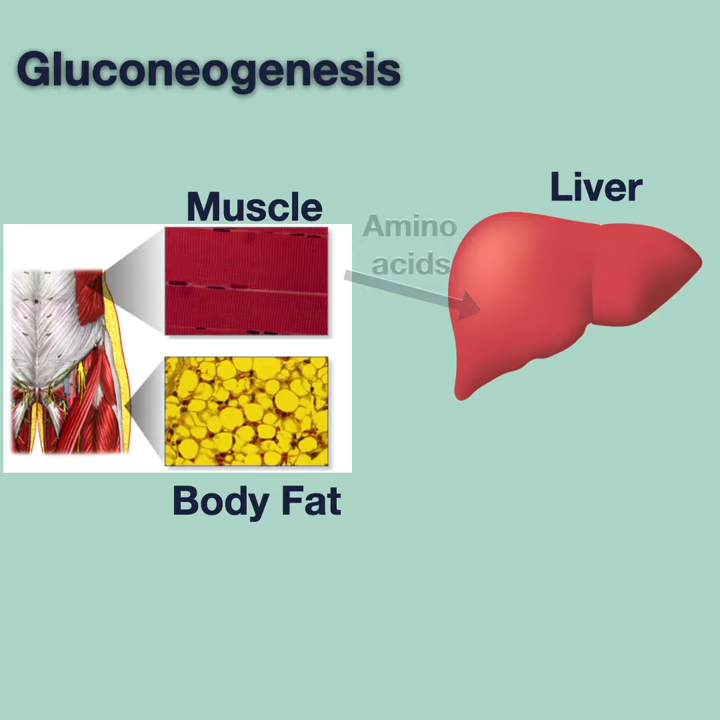 Gluconeogenesis
Liver
Muscle
Amino
acids
Body Fat